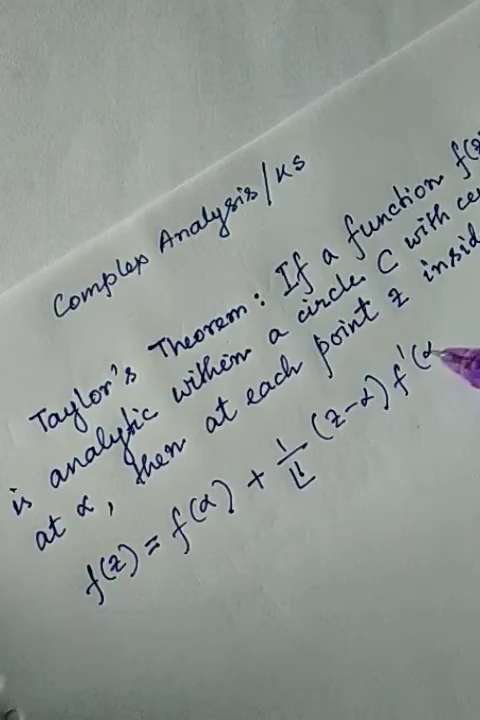 Complex Analysis/KS
Taylor's Theorem: If a function f(z)
is analytic within a circle C with ce
at α, then at each point z insid
f(z) = f(α) + 1/⌊1 (z-α) f'(α